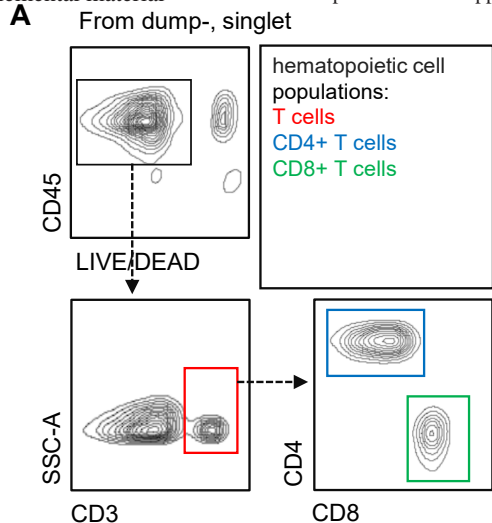 A
From dump-, singlet
hematopoietic cell
populations:
T cells
CD4+ T cells
CD8+ T cells
CD45
LIVE/DEAD
SSC-A
CD3
CD4
CD8